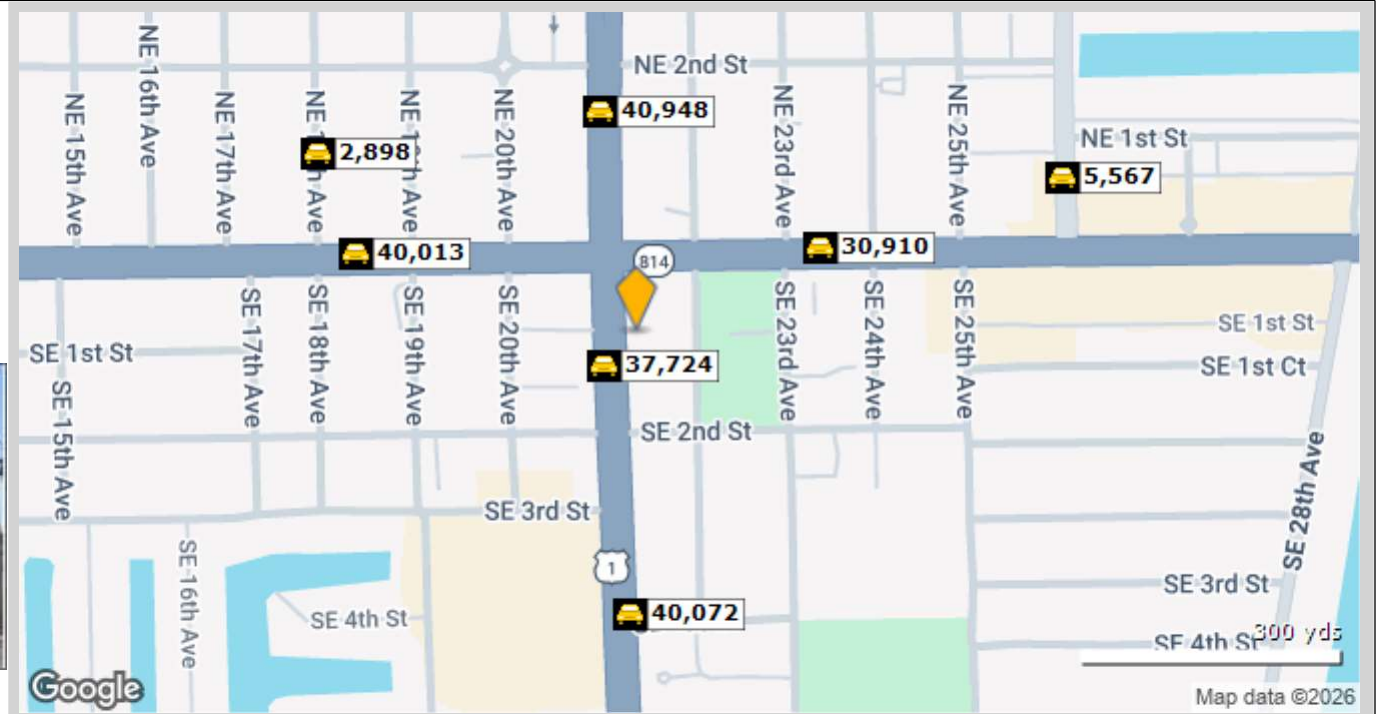 NE 16th Ave
NE 2nd St
NE 15th Ave
NE 17th Ave
NE 20th Ave
40,948
NE 23rd Ave
NE 25th Ave
NE 1st St
2,898
5,567
40,013
814
30,910
SE 17th Ave
SE 18th Ave
SE 19th Ave
SE 20th Ave
SE 23rd Ave
SE 24th Ave
SE 25th Ave
SE 1st St
SE 1st St
37,724
SE 1st Ct
SE 15th Ave
SE 2nd St
SE 28th Ave
SE 3rd St
SE 16th Ave
1
SE 3rd St
SE 4th St
40,072
300 yds
SE 4th St
Google
Map data ©2026